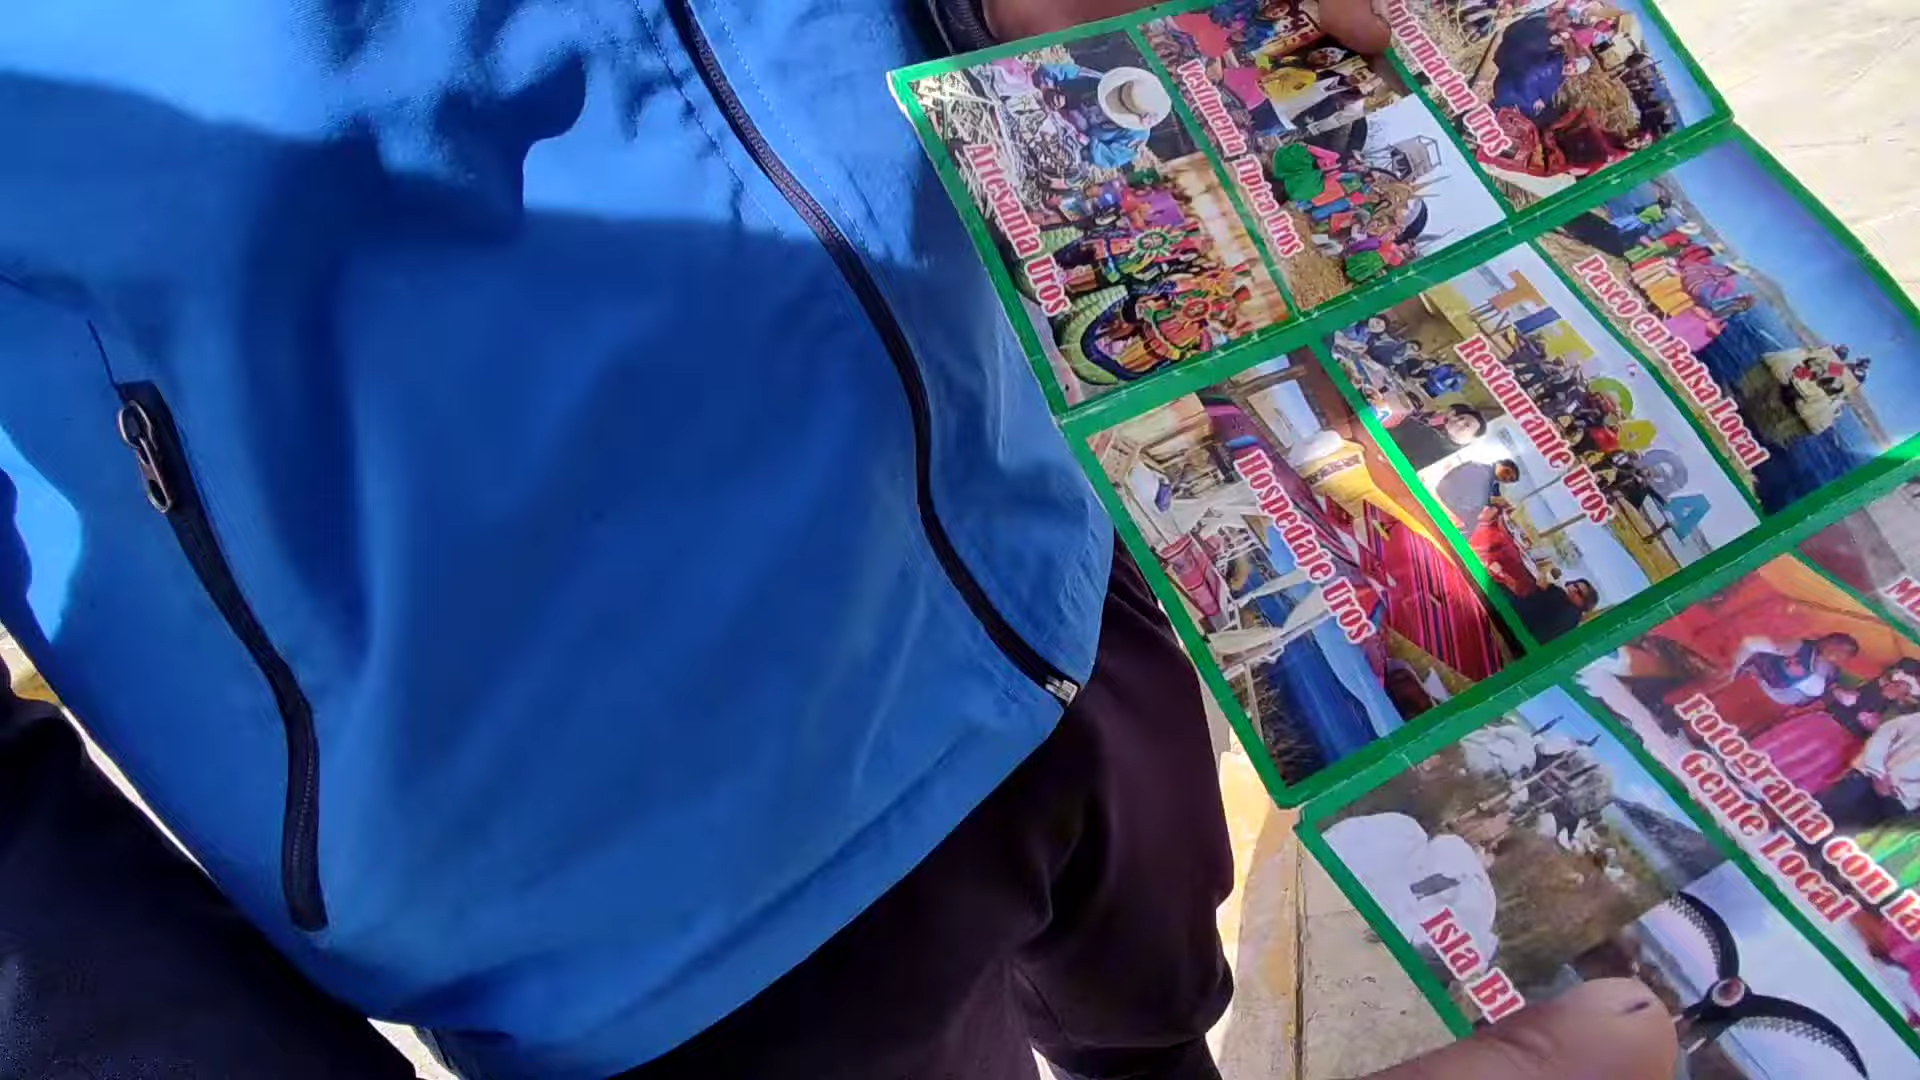 Artesania Uros
Vestimenta Tipica Uros
Informacion Uros
Hospedaje Uros
TITICACA
Restaurante Uros
Paseo en Balsa Local
Isla Bl
Fotografia con la
Gente Local